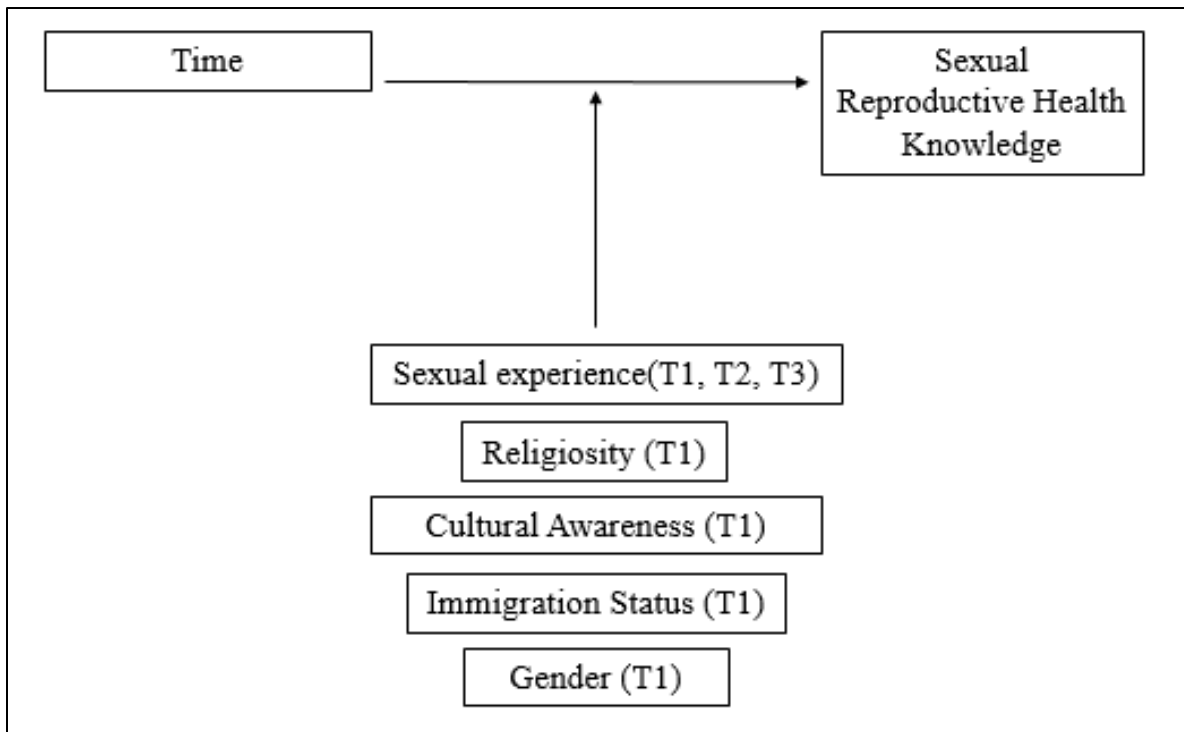 Time
Sexual
Reproductive Health
Knowledge
Sexual experience(T1, T2, T3)
Religiosity (T1)
Cultural Awareness (T1)
Immigration Status (T1)
Gender (T1)